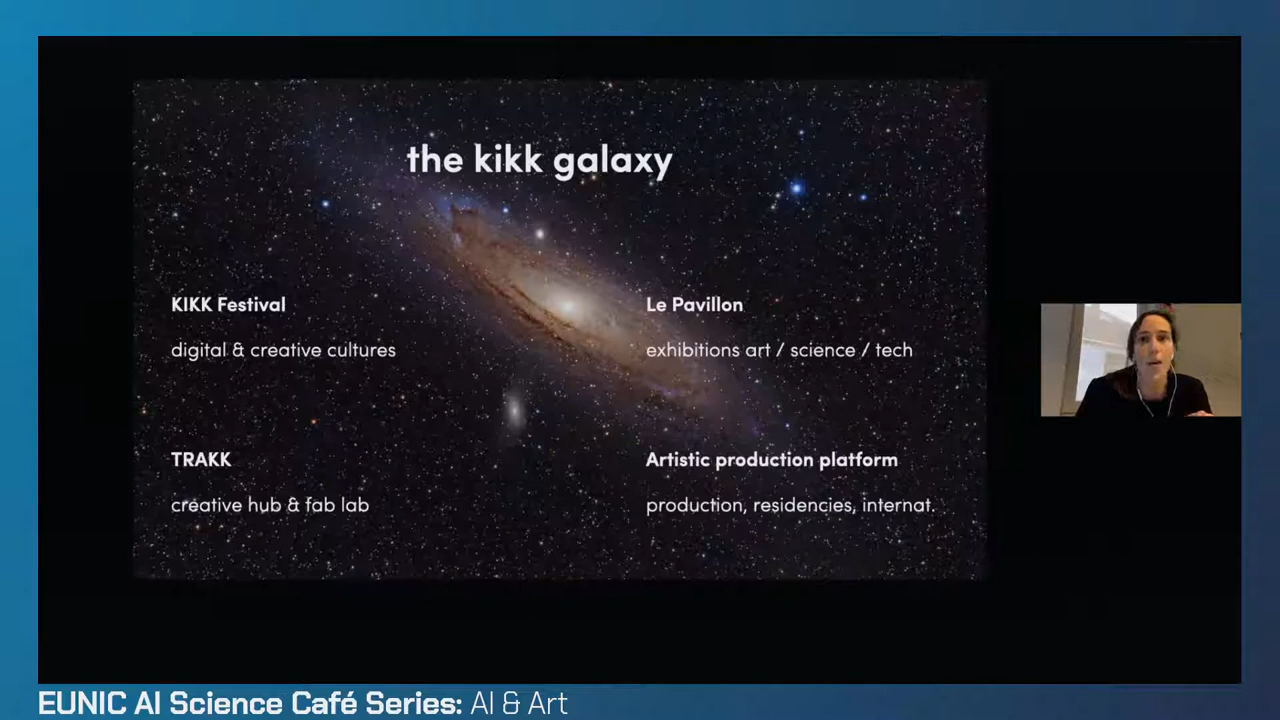 the kikk galaxy
KIKK Festival
digital & creative cultures
Le Pavillon
exhibitions art / science / tech
TRAKK
creative hub & fab lab
Artistic production platform
production, residencies, internat.
EUNIC AI Science Café Series: AI & Art